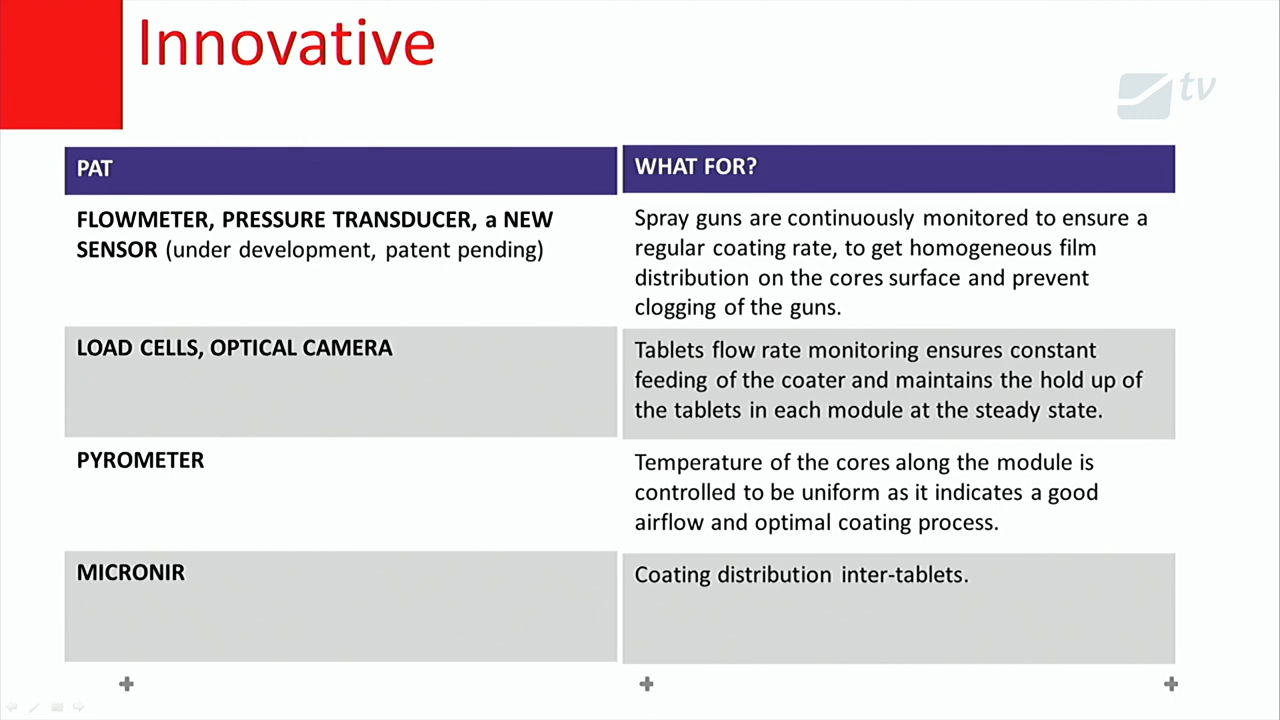 Innovative
tv
PAT
WHAT FOR?
FLOWMETER, PRESSURE TRANSDUCER, a NEW
SENSOR (under development, patent pending)
Spray guns are continuously monitored to ensure a
regular coating rate, to get homogeneous film
distribution on the cores surface and prevent
clogging of the guns.
LOAD CELLS, OPTICAL CAMERA
Tablets flow rate monitoring ensures constant
feeding of the coater and maintains the hold up of
the tablets in each module at the steady state.
PYROMETER
Temperature of the cores along the module is
controlled to be uniform as it indicates a good
airflow and optimal coating process.
MICRONIR
Coating distribution inter-tablets.